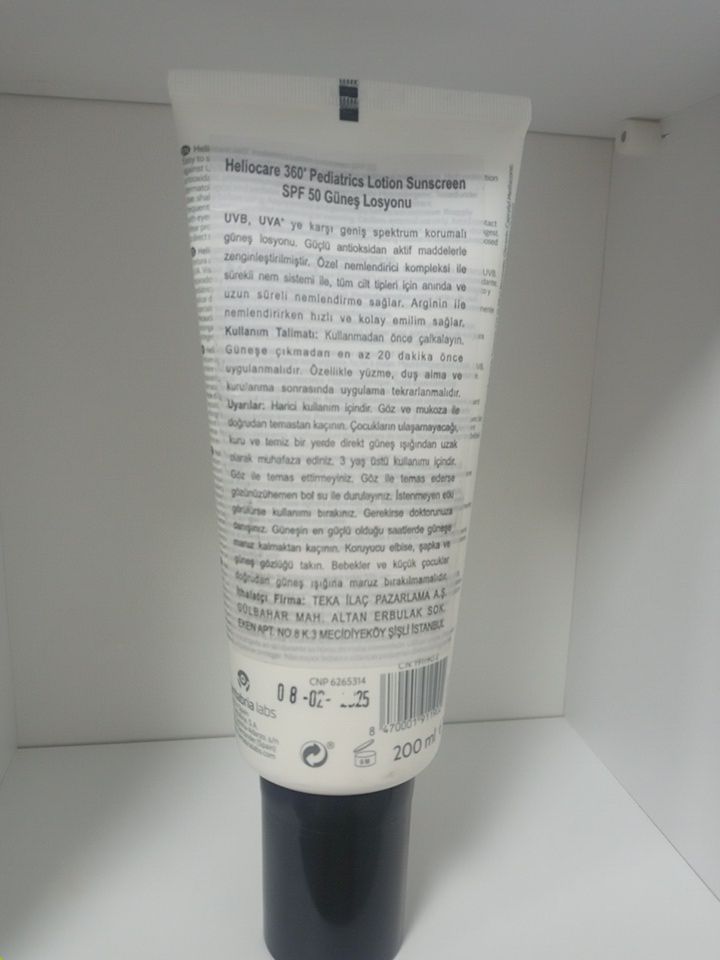 Heliocare 360° Pediatrics Lotion Sunscreen
SPF 50 Güneş Losyonu
UVB, UVA' ye karşı geniş spektrum korumalı
güneş losyonu. Güçlü antioksidan aktif maddelerle
zenginleştirilmiştir. Özel nemlendirici kompleksi ile
sürekli nem sistemi ile, tüm cilt tipleri için anında ve
uzun süreli nemlendirme sağlar. Arginin ile
nemlendirirken hızlı ve kolay emilim sağlar.
Kullanım Talimatı: Kullanmadan önce çalkalayın.
Güneşe çıkmadan en az 20 dakika önce
uygulanmalıdır. Özellikle yüzme, duş alma ve
kurulanma sonrasında uygulama tekrarlanmalıdır.
Uyarılar: Harici kullanım içindir. Göz ve mukoza ile
doğrudan temastan kaçının. Çocukların ulaşamayacağı,
kuru ve temiz bir yerde direkt güneş ışığından uzak
olarak muhafaza ediniz. 3 yaş üstü kullanımı içindir.
Göz ile temas ettirmeyiniz. Göz ile temas ederse
gözünüzühemen bol su ile durulayınız. İstenmeyen etki
görülürse kullanımı bırakınız. Gerekirse doktorunuza
danışınız. Güneşin en güçlü olduğu saatlerde güneşe
maruz kalmaktan kaçının. Koruyucu elbise, şapka ve
güneş gözlüğü takın. Bebekler ve küçük çocuklar
doğrudan güneş ışığına maruz bırakılmamalıdır.
İthalatçı Firma: TEKA İLAÇ PAZARLAMA A.Ş.
GÜLBAHAR MAH. ALTAN ERBULAK SOK.
EKEN APT. NO 8 K.3 MECİDİYEKÖY ŞİŞLİ İSTANBUL
CNP 6265314
08-02- 25
labs
8 470001
200 ml